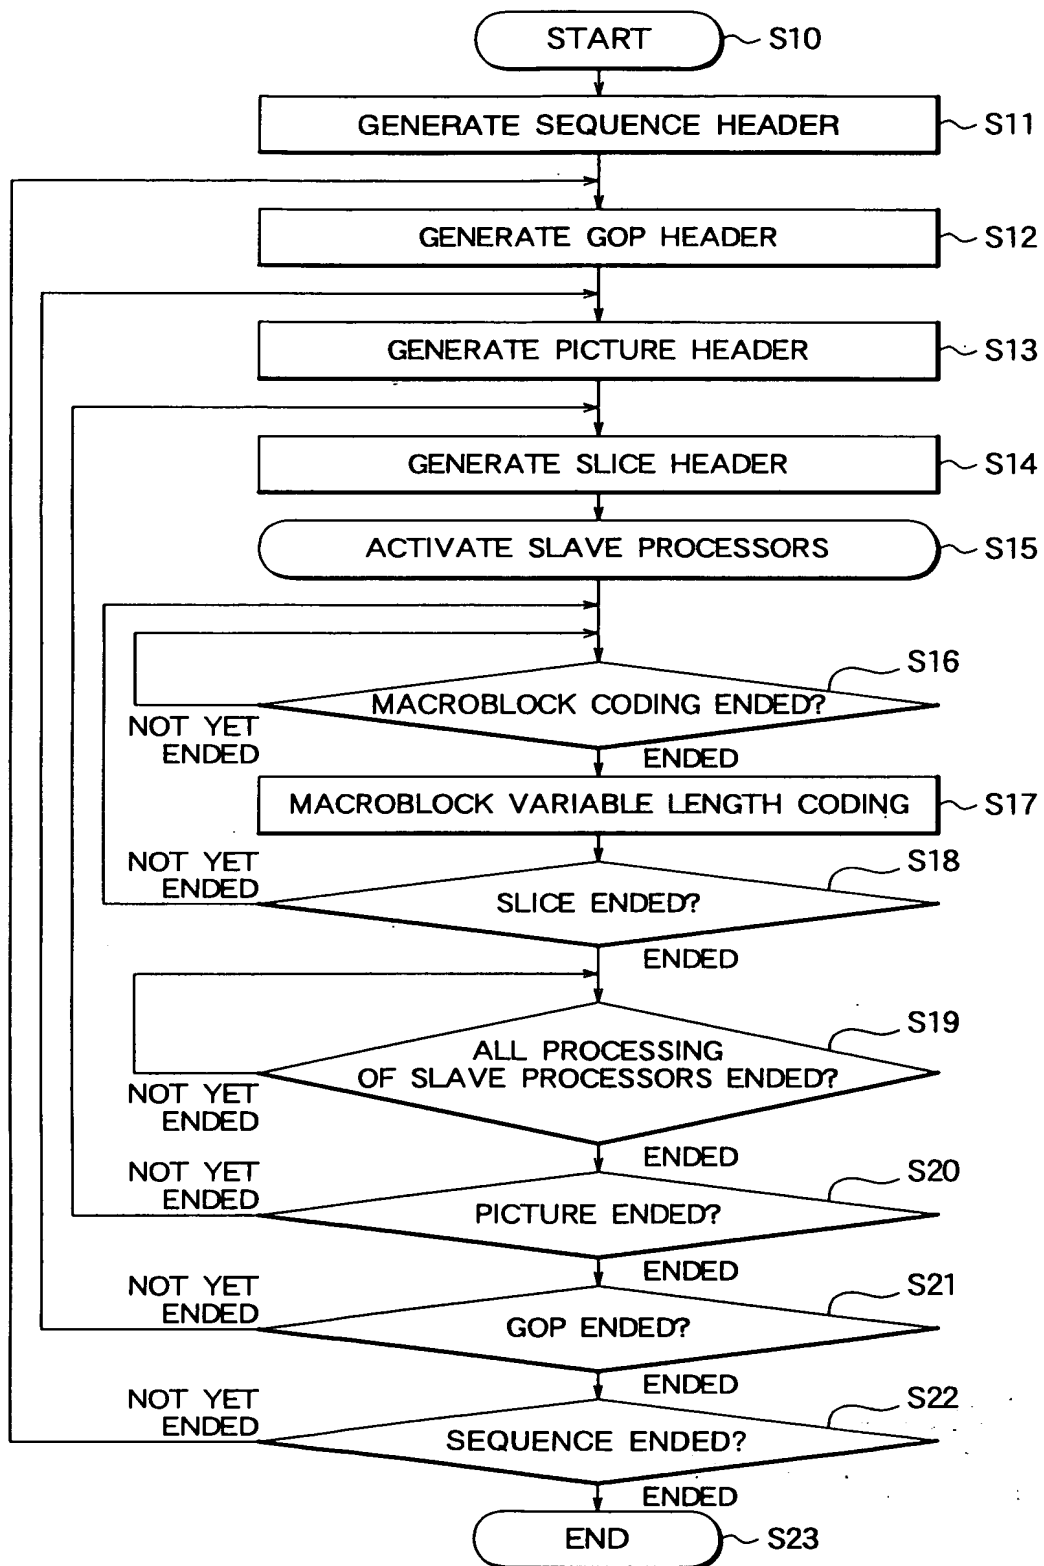 START
S10
GENERATE SEQUENCE HEADER
S11
GENERATE GOP HEADER
S12
GENERATE PICTURE HEADER
S13
GENERATE SLICE HEADER
S14
ACTIVATE SLAVE PROCESSORS
S15
S16
MACROBLOCK CODING ENDED?
NOT YET
ENDED
ENDED
MACROBLOCK VARIABLE LENGTH CODING
S17
NOT YET
ENDED
S18
SLICE ENDED?
ENDED
S19
ALL PROCESSING
OF SLAVE PROCESSORS ENDED?
NOT YET
ENDED
ENDED
NOT YET
ENDED
S20
PICTURE ENDED?
ENDED
NOT YET
ENDED
S21
GOP ENDED?
ENDED
NOT YET
ENDED
S22
SEQUENCE ENDED?
ENDED
END
S23